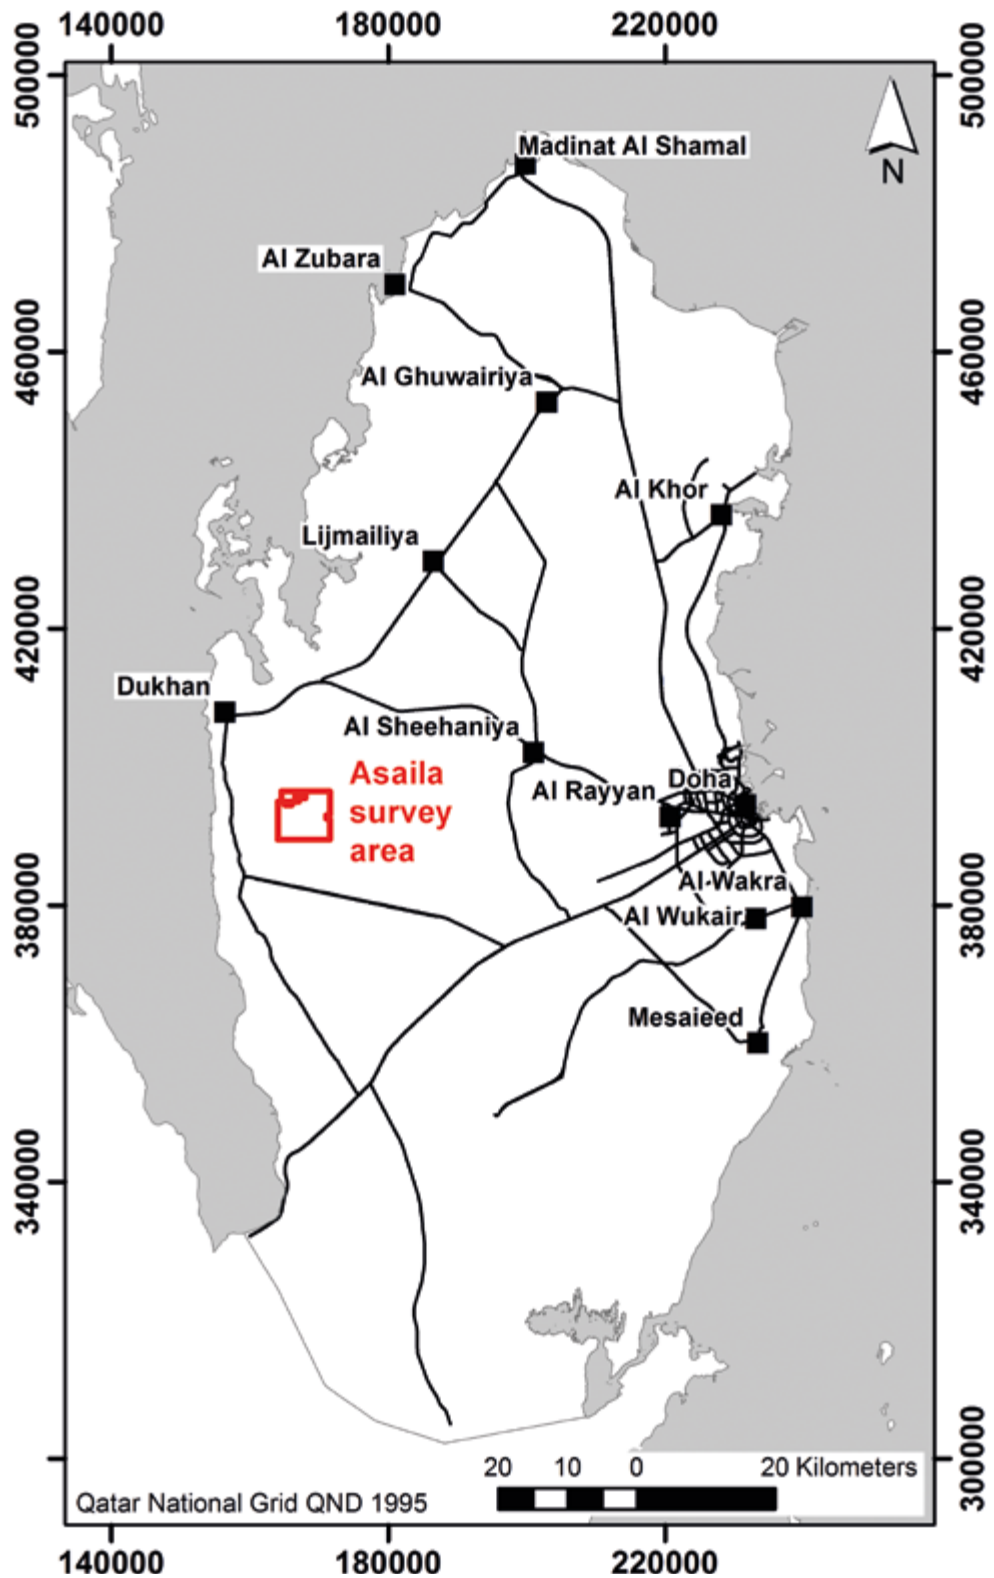 140000 180000 220000
500000 500000
Madinat Al Shamal
N
Al Zubara
460000 460000
Al Ghuwairiya
Al Khor
Lijmailiya
420000 420000
Dukhan
Al Sheehaniya
Asaila
survey
area
Al Rayyan
Doha
Al-Wakra
380000 380000
Al Wukair
Mesaieed
340000 340000
300000
20 10 0 20 Kilometers
Qatar National Grid QND 1995
140000 180000 220000